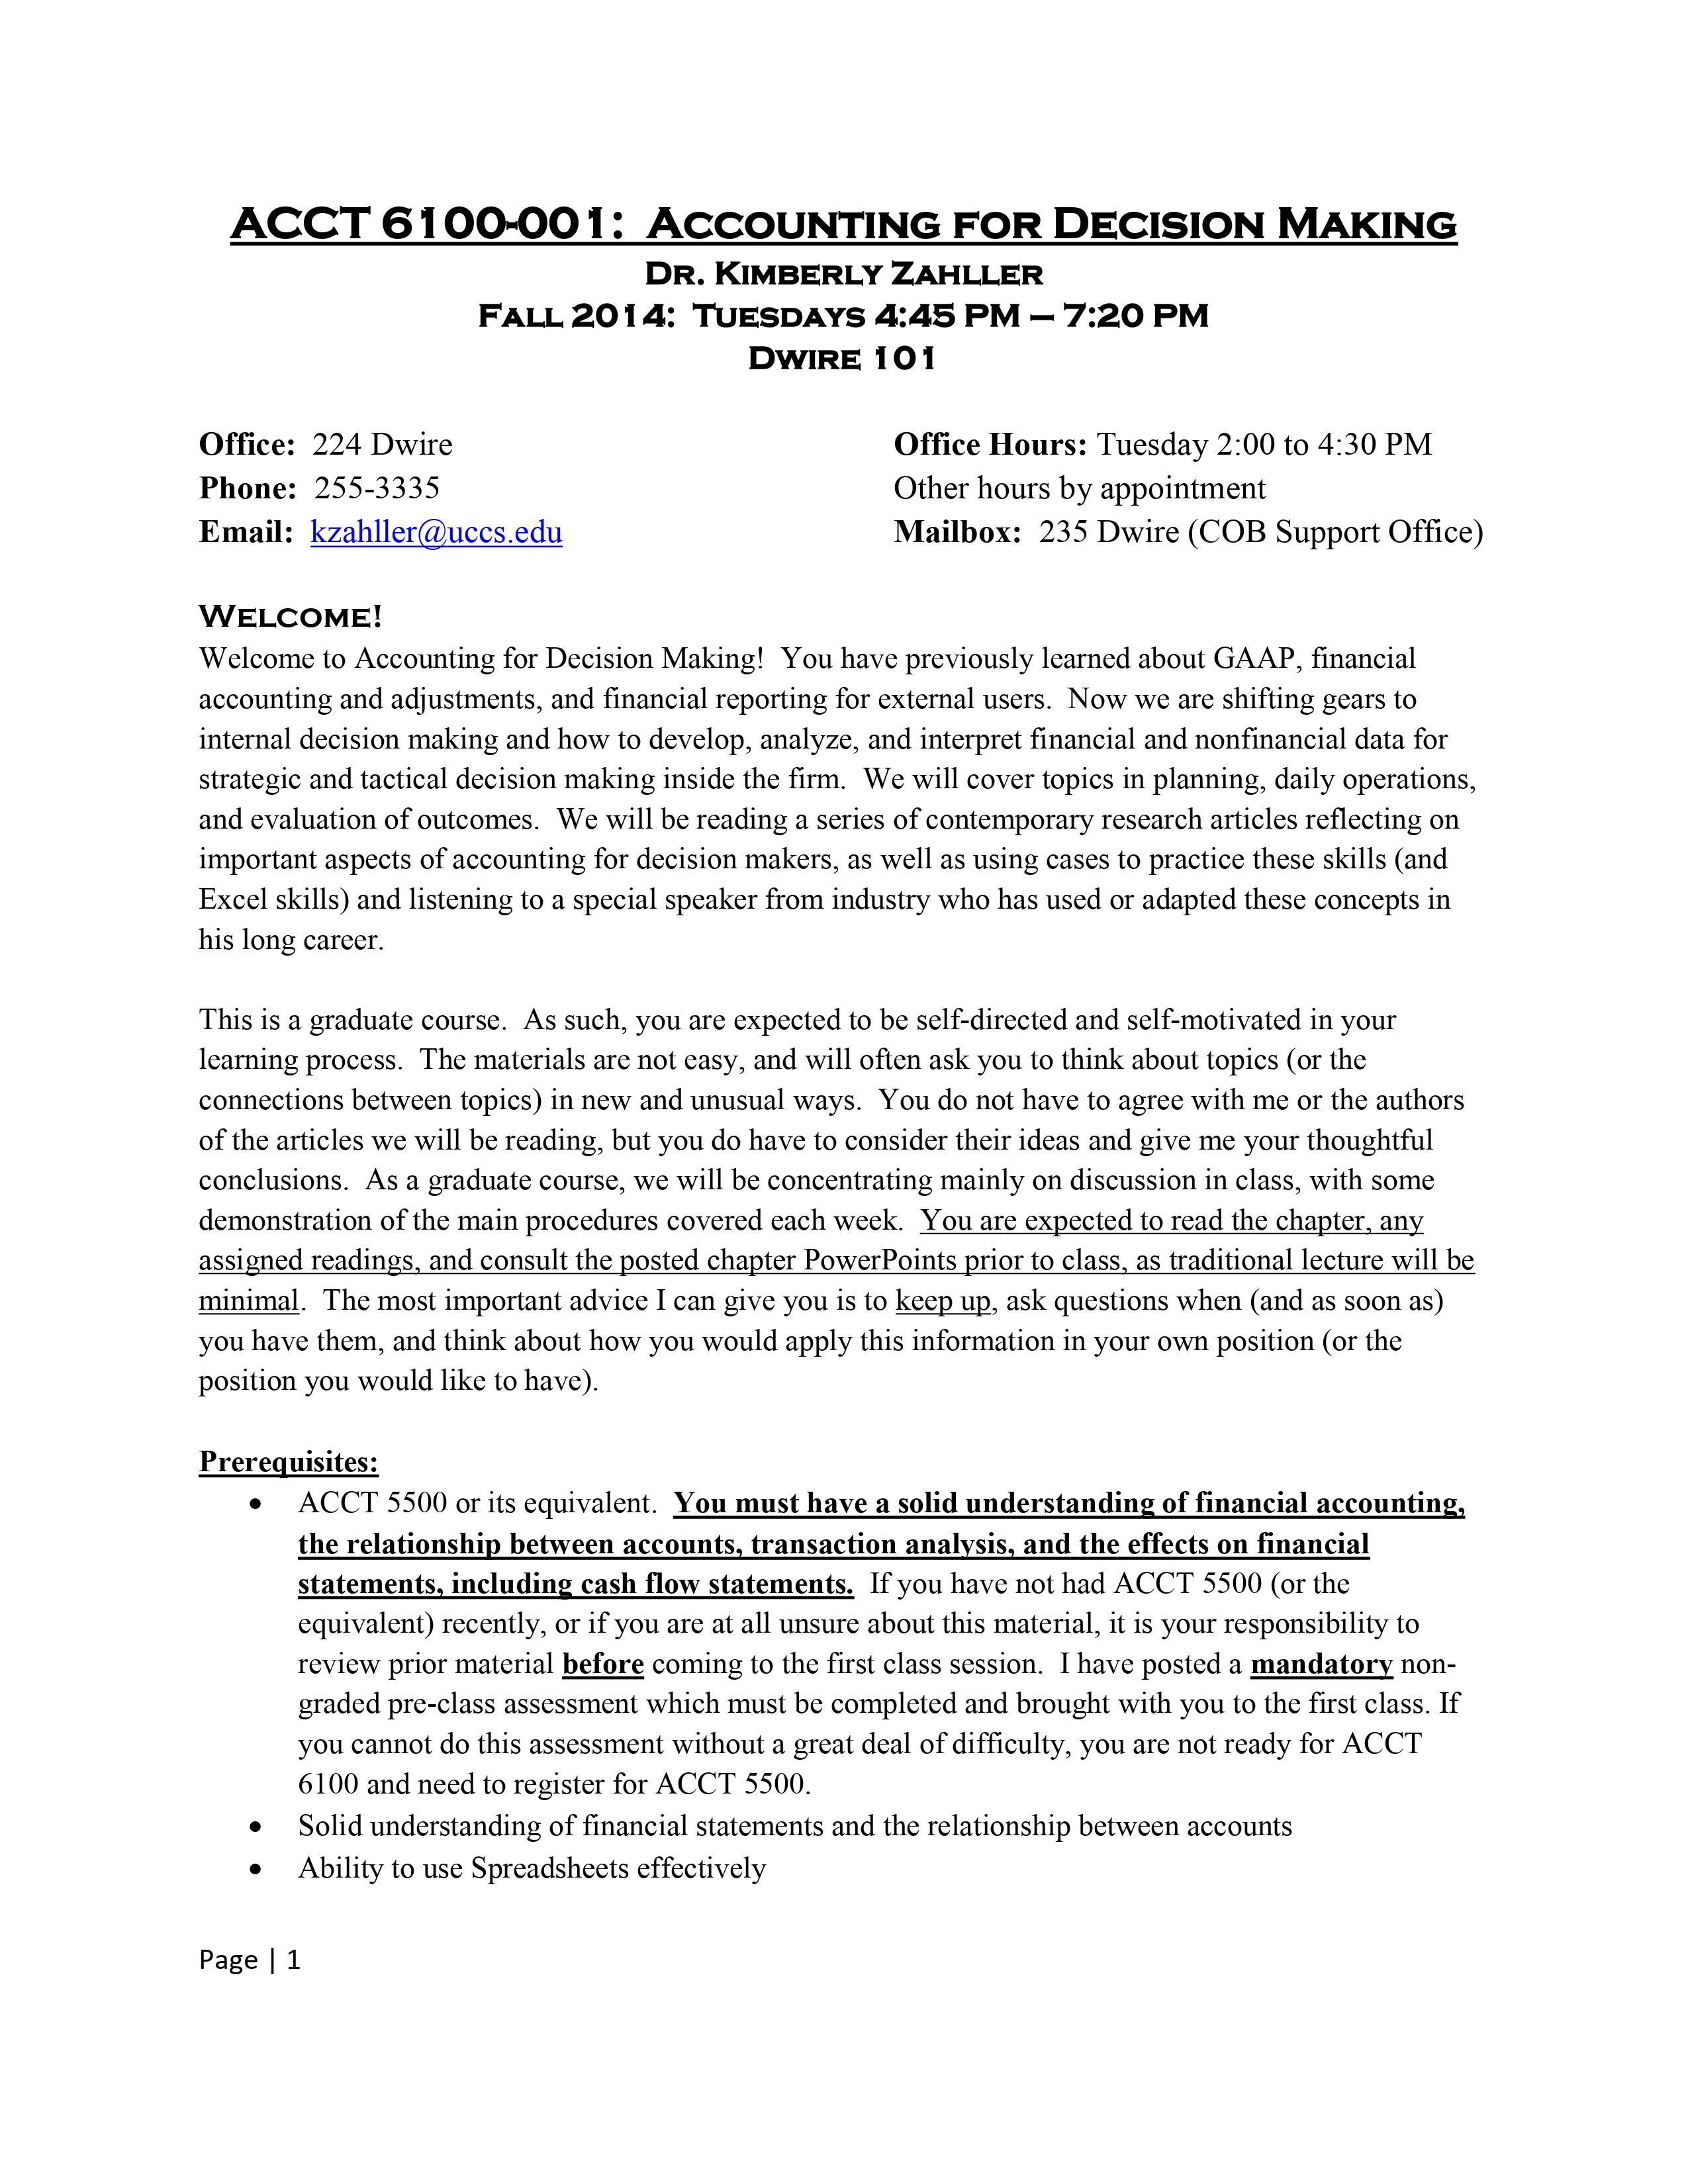 ACCT 6100-001:  Accounting for Decision Making
Dr. Kimberly Zahller
Fall 2014:  Tuesdays 4:45 PM – 7:20 PM
Dwire 101
Office:  224 Dwire
Office Hours: Tuesday 2:00 to 4:30 PM
Phone:  255-3335
Other hours by appointment
Email:  kzahller@uccs.edu
Mailbox:  235 Dwire (COB Support Office)
Welcome!
Welcome to Accounting for Decision Making!  You have previously learned about GAAP, financial
accounting and adjustments, and financial reporting for external users.  Now we are shifting gears to
internal decision making and how to develop, analyze, and interpret financial and nonfinancial data for
strategic and tactical decision making inside the firm.  We will cover topics in planning, daily operations,
and evaluation of outcomes.  We will be reading a series of contemporary research articles reflecting on
important aspects of accounting for decision makers, as well as using cases to practice these skills (and
Excel skills) and listening to a special speaker from industry who has used or adapted these concepts in
his long career.
This is a graduate course.  As such, you are expected to be self-directed and self-motivated in your
learning process.  The materials are not easy, and will often ask you to think about topics (or the
connections between topics) in new and unusual ways.  You do not have to agree with me or the authors
of the articles we will be reading, but you do have to consider their ideas and give me your thoughtful
conclusions.  As a graduate course, we will be concentrating mainly on discussion in class, with some
demonstration of the main procedures covered each week.  You are expected to read the chapter, any
assigned readings, and consult the posted chapter PowerPoints prior to class, as traditional lecture will be
minimal.  The most important advice I can give you is to keep up, ask questions when (and as soon as)
you have them, and think about how you would apply this information in your own position (or the
position you would like to have).
Prerequisites:
• ACCT 5500 or its equivalent.  You must have a solid understanding of financial accounting,
the relationship between accounts, transaction analysis, and the effects on financial
statements, including cash flow statements.  If you have not had ACCT 5500 (or the
equivalent) recently, or if you are at all unsure about this material, it is your responsibility to
review prior material before coming to the first class session.  I have posted a mandatory non-
graded pre-class assessment which must be completed and brought with you to the first class. If
you cannot do this assessment without a great deal of difficulty, you are not ready for ACCT
6100 and need to register for ACCT 5500.
• Solid understanding of financial statements and the relationship between accounts
• Ability to use Spreadsheets effectively
Page | 1